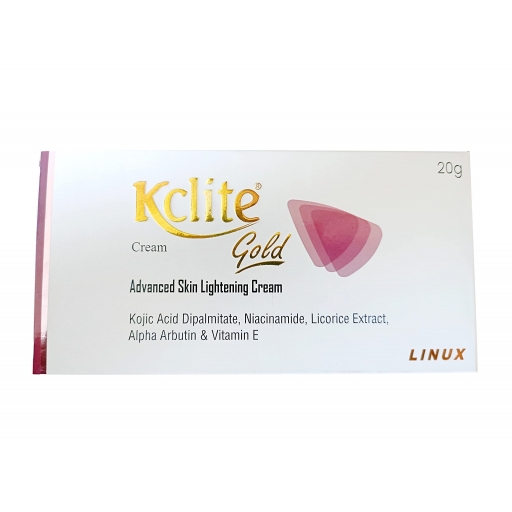 20g
Kclite®
Cream
Gold
Advanced Skin Lightening Cream
Kojic Acid Dipalmitate, Niacinamide, Licorice Extract,
Alpha Arbutin & Vitamin E
LINUX